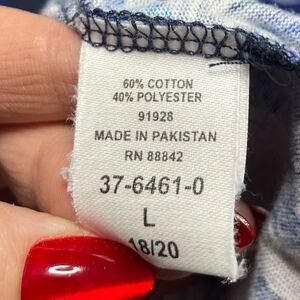 60% COTTON
40% POLYESTER
91928
MADE IN PAKISTAN
RN 88842
37-6461-0
L
18/20